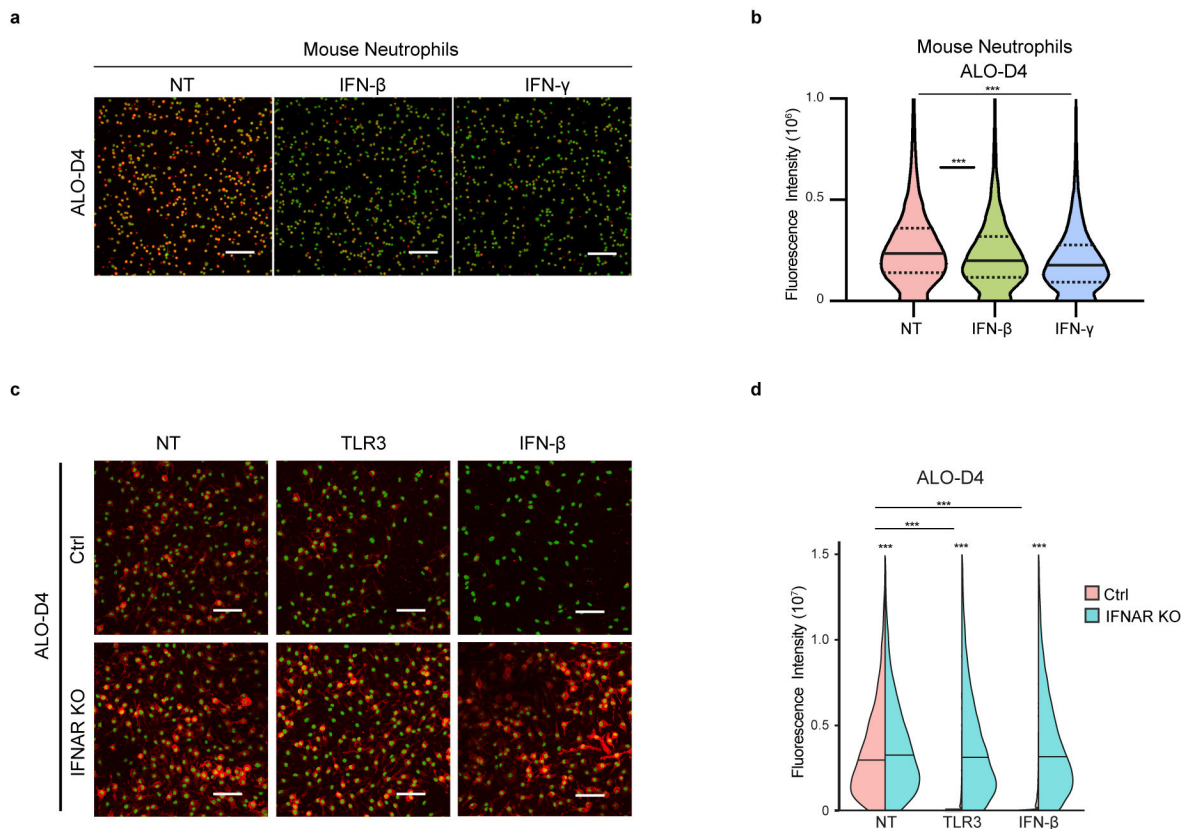 a
Mouse Neutrophils
NT IFN-β IFN-γ
ALO-D4
b
Mouse Neutrophils
ALO-D4
***
***
1.0
0.5
0
Fluorescence Intensity (10⁶)
NT IFN-β IFN-γ
c
NT TLR3 IFN-β
ALO-D4
Ctrl
IFNAR KO
d
ALO-D4
***
***
*** *** ***
1.5
1.0
0.5
0
Fluorescence Intensity (10⁷)
NT TLR3 IFN-β
Ctrl
IFNAR KO